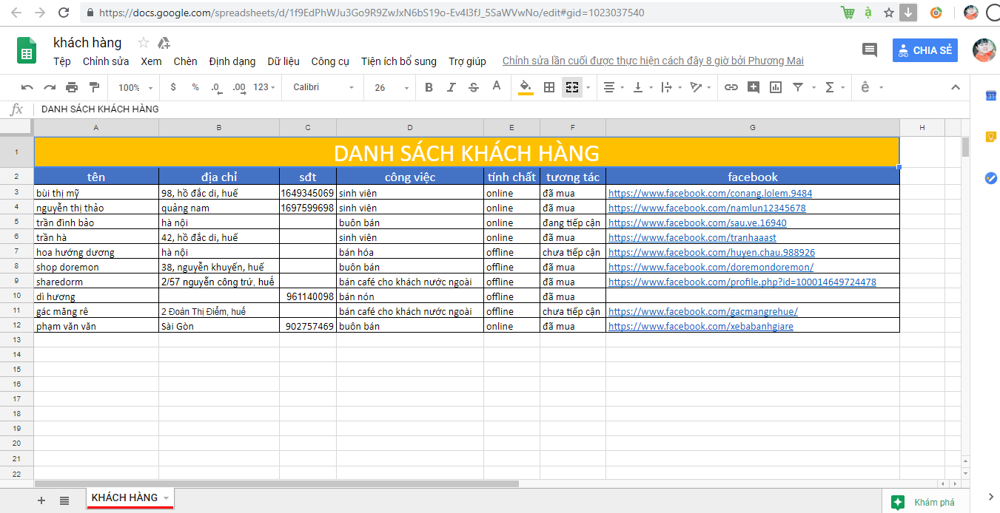 https://docs.google.com/spreadsheets/d/1f9EdPhWJu3Go9R9ZwJxN6bS19o-Ev4I3fJ_5SaWVwNo/edit#gid=1023037540
khách hàng
Tệp Chỉnh sửa Xem Chèn Định dạng Dữ liệu Công cụ Tiện ích bổ sung Trợ giúp Chỉnh sửa lần cuối được thực hiện cách đây 8 giờ bởi Phương Mai
CHIA SẺ
100% $ % .0 .00 123 Calibri 26 B I S A ê
fx DANH SÁCH KHÁCH HÀNG
A B C D E F G H
1 DANH SÁCH KHÁCH HÀNG
2 tên địa chỉ sđt công việc tính chất tương tác facebook
3 bùi thị mỹ 98, hồ đắc di, huế 1649345069 sinh viên online đã mua https://www.facebook.com/conang.lolem.9484
4 nguyễn thị thảo quảng nam 1697599698 sinh viên online đã mua https://www.facebook.com/namlun12345678
5 trần đình bảo hà nội buôn bán online đang tiếp cận https://www.facebook.com/sau.ve.16940
6 trần hà 42, hồ đắc di, huế sinh viên online đã mua https://www.facebook.com/tranhaaast
7 hoa hướng dương hà nội bán hóa offline chưa tiếp cận https://www.facebook.com/huyen.chau.988926
8 shop doremon 38, nguyễn khuyến, huế buôn bán offline đã mua https://www.facebook.com/doremondoremon/
9 sharedorm 2/57 nguyễn công trứ, huế bán café cho khách nước ngoài offline đã mua https://www.facebook.com/profile.php?id=100014649724478
10 dì hương 961140098 bán nón offline đã mua
11 gác măng rê 2 Đoàn Thị Điểm, huế bán café cho khách nước ngoài offline chưa tiếp cận https://www.facebook.com/gacmangrehue/
12 phạm văn văn Sài Gòn 902757469 buôn bán online đã mua https://www.facebook.com/xebabanhgiare
13
14
15
16
17
18
19
20
21
22
KHÁCH HÀNG
Khám phá
31